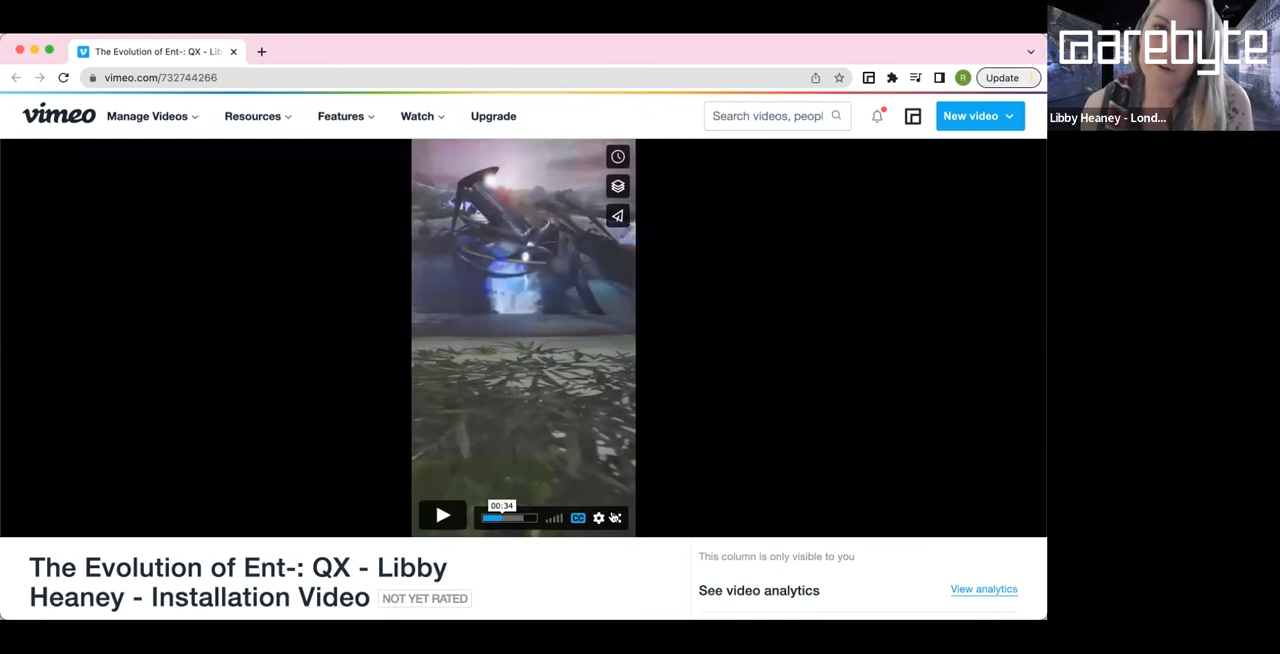 The Evolution of Ent-: QX - Lib
vimeo.com/732744266
R
Update
vimeo
Manage Videos
Resources
Features
Watch
Upgrade
Search videos, peopl
New video
00:34
CC
The Evolution of Ent-: QX - Libby
Heaney - Installation Video NOT YET RATED
This column is only visible to you
See video analytics
View analytics
arebyte
Libby Heaney - Lond...